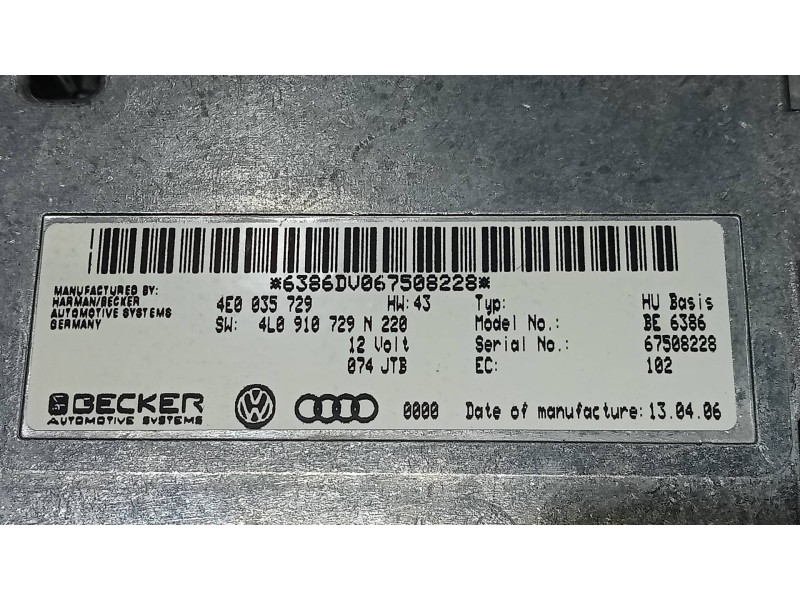 *6386DV067508228*
MANUFACTURED BY:
HARMAN/BECKER
AUTOMOTIVE SYSTEMS
GERMANY
4E0 035 729 HW:43
SW: 4L0 910 729 N 220
12 Volt
074 JTB
Typ: HU Basis
Model No.: BE 6386
Serial No.: 67508228
EC: 102
BECKER
AUTOMOTIVE SYSTEMS
VW
0000 Date of manufacture: 13.04.06